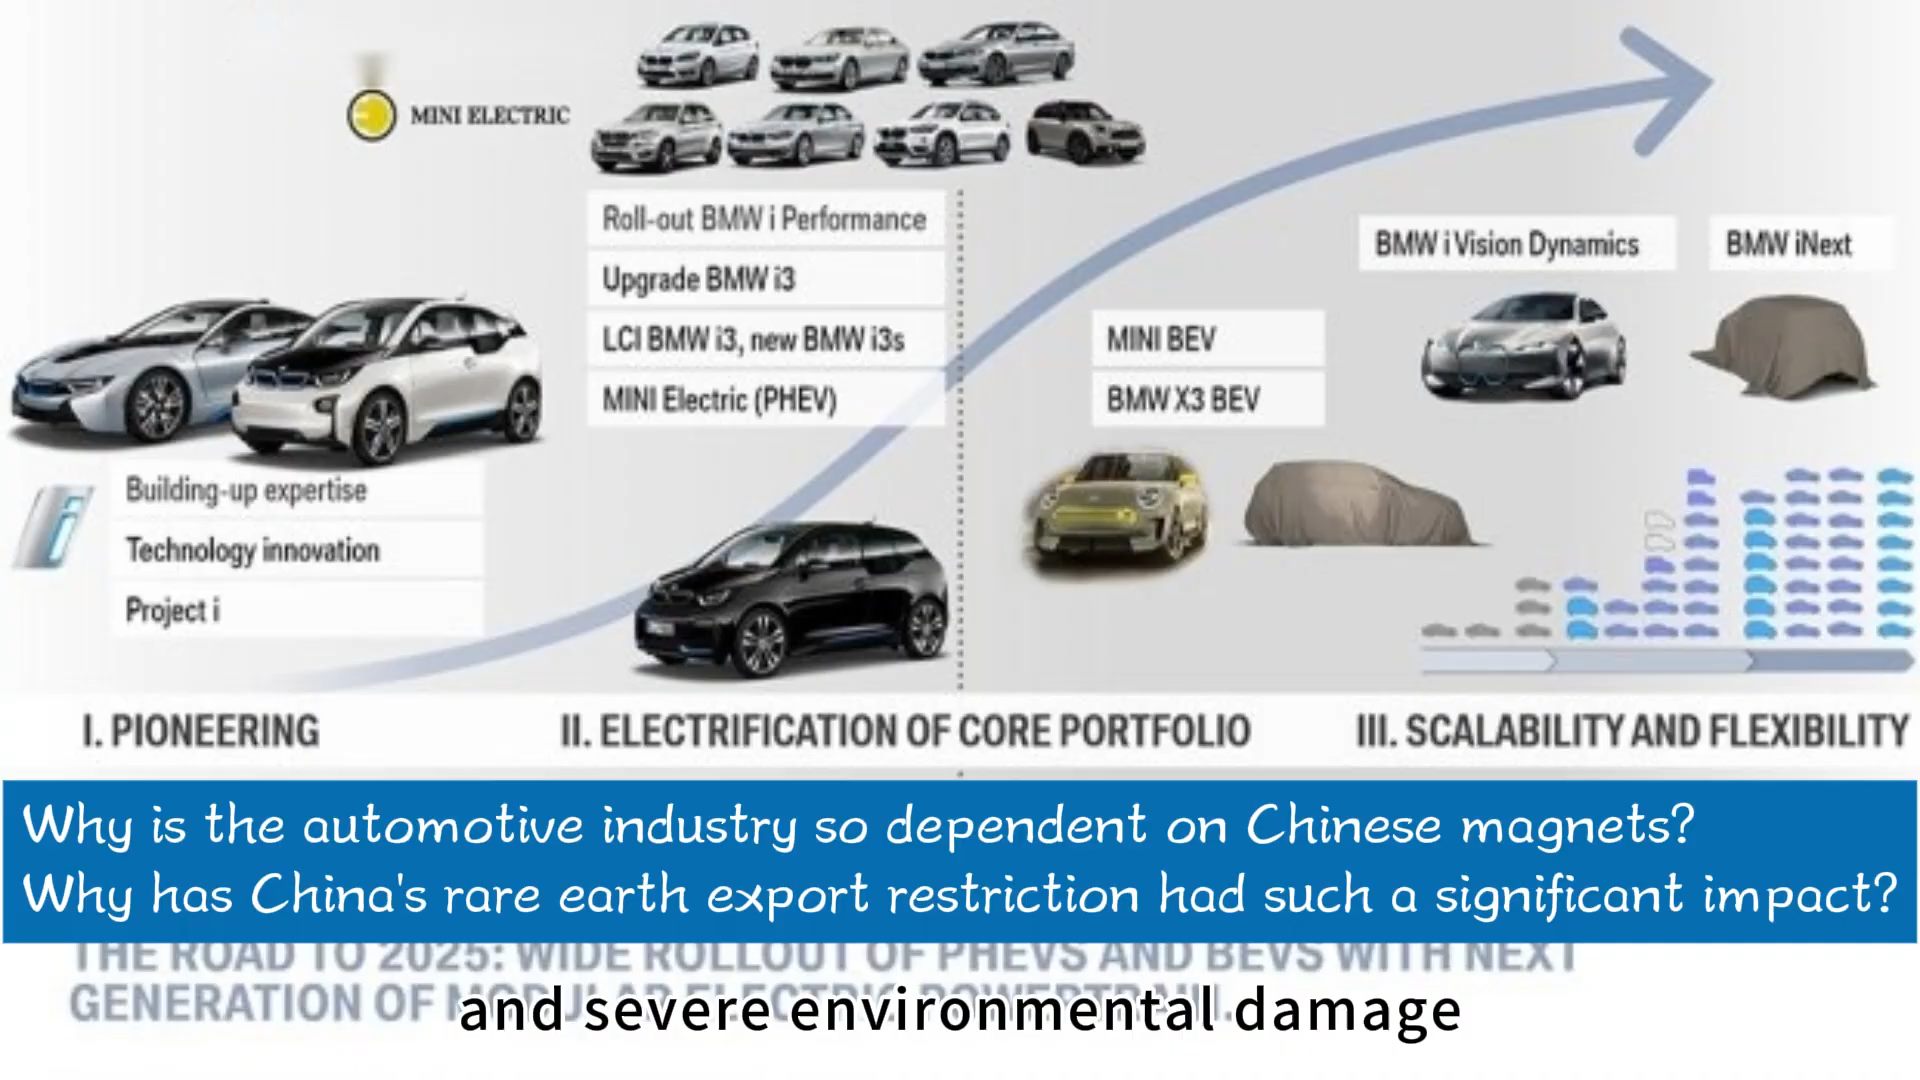 MINI ELECTRIC
Roll-out BMW i Performance
Upgrade BMW i3
LCI BMW i3, new BMW i3s
MINI Electric (PHEV)
BMW i Vision Dynamics
BMW iNext
MINI BEV
BMW X3 BEV
Building-up expertise
Technology innovation
Project i
I. PIONEERING
II. ELECTRIFICATION OF CORE PORTFOLIO
III. SCALABILITY AND FLEXIBILITY
Why is the automotive industry so dependent on Chinese magnets?
Why has China's rare earth export restriction had such a significant impact?
THE ROAD TO 2025: WIDE ROLLOUT OF PHEVS AND BEVS WITH NEXT
GENERATION OF MODULAR ELECTRIC POWERTRAIN.
and severe environmental damage